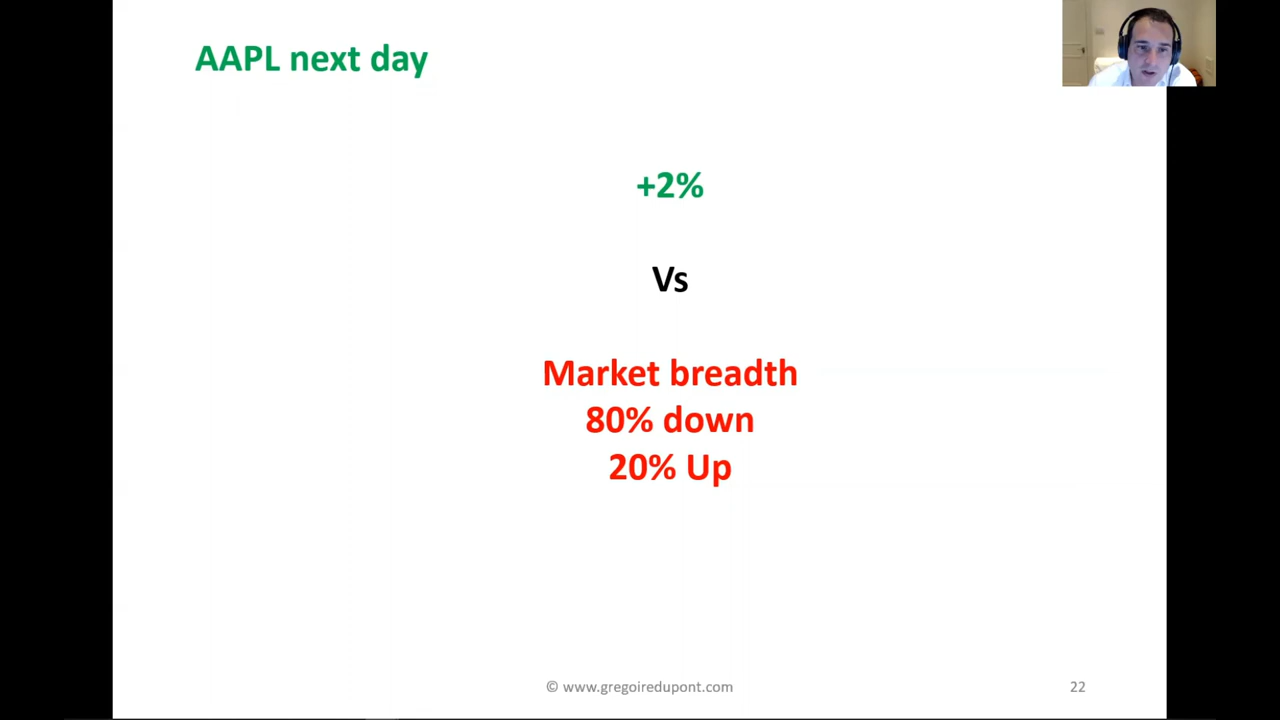 AAPL next day
+2%
Vs
Market breadth
80% down
20% Up
© www.gregoiredupont.com
22